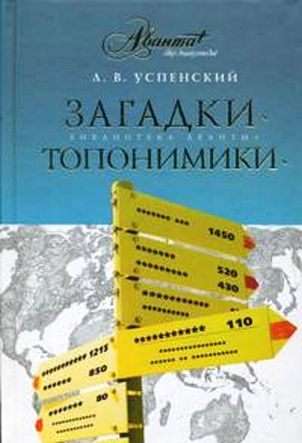 Аванта+
Л. В. УСПЕНСКИЙ
ЗАГАДКИ
БИБЛИОТЕКА АВАНТЫ+
ТОПОНИМИКИ
1450
520
430
110
1215
850
80